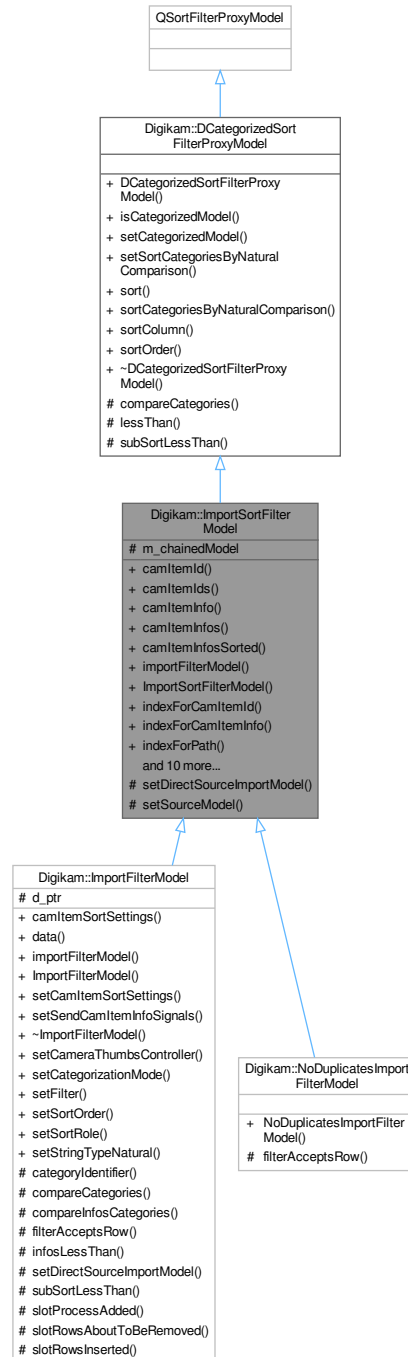 QSortFilterProxyModel
Digikam::DCategorizedSort
FilterProxyModel
+ DCategorizedSortFilterProxy
Model()
+ isCategorizedModel()
+ setCategorizedModel()
+ setSortCategoriesByNatural
Comparison()
+ sort()
+ sortCategoriesByNaturalComparison()
+ sortColumn()
+ sortOrder()
+ ~DCategorizedSortFilterProxy
Model()
# compareCategories()
# lessThan()
# subSortLessThan()
Digikam::ImportSortFilter
Model
# m_chainedModel
+ camItemId()
+ camItemIds()
+ camItemInfo()
+ camItemInfos()
+ camItemInfosSorted()
+ importFilterModel()
+ ImportSortFilterModel()
+ indexForCamItemId()
+ indexForCamItemInfo()
+ indexForPath()
and 10 more...
# setDirectSourceImportModel()
# setSourceModel()
Digikam::ImportFilterModel
# d_ptr
+ camItemSortSettings()
+ data()
+ importFilterModel()
+ ImportFilterModel()
+ setCamItemSortSettings()
+ setSendCamItemInfoSignals()
+ ~ImportFilterModel()
+ setCameraThumbsController()
+ setCategorizationMode()
+ setFilter()
+ setSortOrder()
+ setSortRole()
+ setStringTypeNatural()
# categoryIdentifier()
# compareCategories()
# compareInfosCategories()
# filterAcceptsRow()
# infosLessThan()
# setDirectSourceImportModel()
# subSortLessThan()
# slotProcessAdded()
# slotRowsAboutToBeRemoved()
# slotRowsInserted()
Digikam::NoDuplicatesImport
FilterModel
+ NoDuplicatesImportFilter
Model()
# filterAcceptsRow()